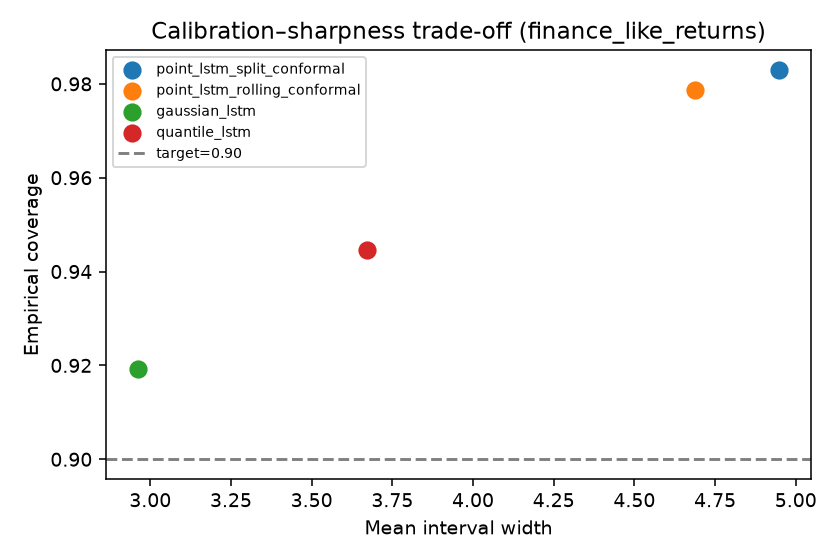 Calibration–sharpness trade-off (finance_like_returns)
point_lstm_split_conformal
point_lstm_rolling_conformal
gaussian_lstm
quantile_lstm
target=0.90
Empirical coverage
0.98
0.96
0.94
0.92
0.90
3.00 3.25 3.50 3.75 4.00 4.25 4.50 4.75 5.00
Mean interval width